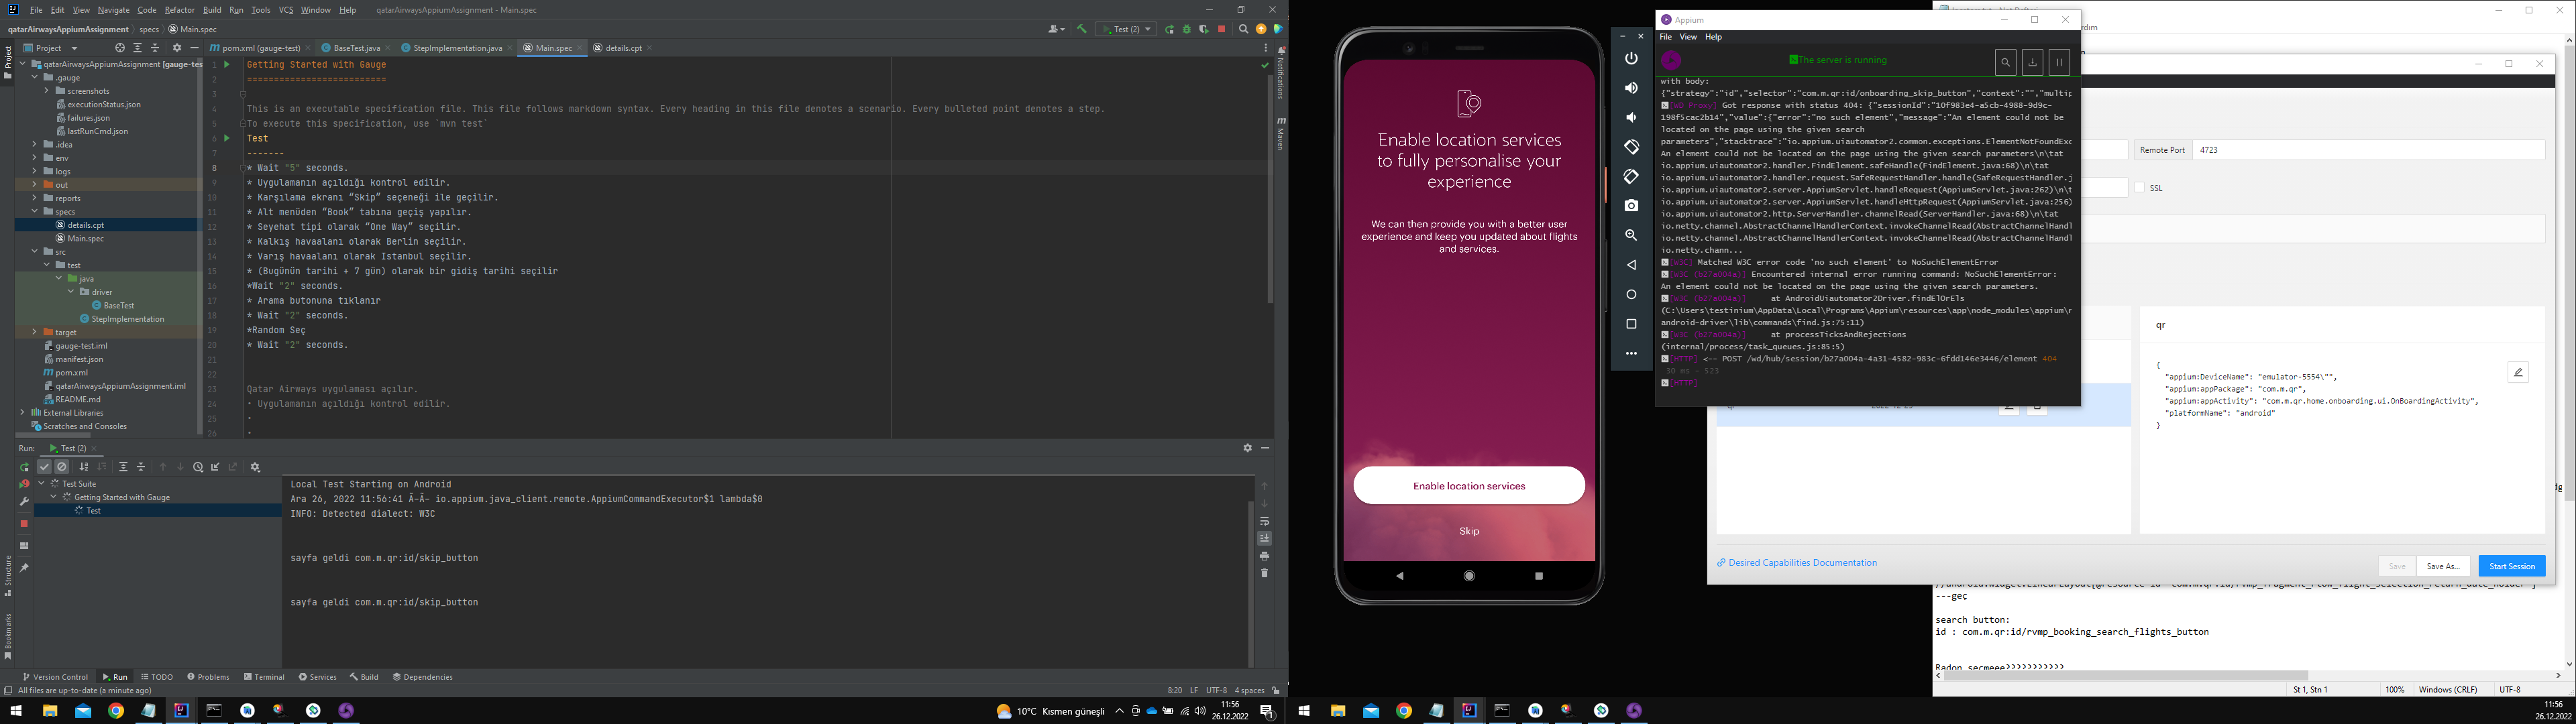 File Edit View Navigate Code Refactor Build Run Tools VCS Window Help qatarAirwaysAppiumAssignment - Main.spec
qatarAirwaysAppiumAssignment specs Main.spec
Test (2)
Project
pom.xml (gauge-test) BaseTest.java StepImplementation.java Main.spec details.cpt
qatarAirwaysAppiumAssignment [gauge-tes
.gauge
screenshots
executionStatus.json
failures.json
lastRunCmd.json
.idea
env
logs
out
reports
specs
details.cpt
Main.spec
src
test
java
driver
BaseTest
StepImplementation
target
gauge-test.iml
manifest.json
pom.xml
qatarAirwaysAppiumAssignment.iml
README.md
External Libraries
Scratches and Consoles
Project
Structure
Bookmarks
Notifications
Maven
1 Getting Started with Gauge
2 ==========================
3
4 This is an executable specification file. This file follows markdown syntax. Every heading in this file denotes a scenario. Every bulleted point denotes a step.
5 To execute this specification, use `mvn test`
6 Test
7 -------
8 * Wait "5" seconds.
9 * Uygulamanın açıldığı kontrol edilir.
10 * Karşılama ekranı “Skip” seçeneği ile geçilir.
11 * Alt menüden “Book” tabına geçiş yapılır.
12 * Seyehat tipi olarak “One Way” seçilir.
13 * Kalkış havaalanı olarak Berlin seçilir.
14 * Varış havaalanı olarak Istanbul seçilir.
15 * (Bugünün tarihi + 7 gün) olarak bir gidiş tarihi seçilir
16 *Wait "2" seconds.
17 * Arama butonuna tıklanır
18 * Wait "2" seconds.
19 *Random Seç
20 * Wait "2" seconds.
21
22
23 Qatar Airways uygulaması açılır.
24 - Uygulamanın açıldığı kontrol edilir.
25 -
26 -
Run: Test (2)
Test Suite
Getting Started with Gauge
Test
Local Test Starting on Android
Ara 26, 2022 11:56:41 Ã-Ã- io.appium.java_client.remote.AppiumCommandExecutor$1 lambda$0
INFO: Detected dialect: W3C
sayfa geldi com.m.qr:id/skip_button
sayfa geldi com.m.qr:id/skip_button
Version Control Run TODO Problems Terminal Services Build Dependencies
All files are up-to-date (a minute ago) 8:20 LF UTF-8 4 spaces
10°C Kısmen güneşli 11:56
26.12.2022
Enable location services
to fully personalise your
experience
We can then provide you with a better user
experience and keep you updated about flights
and services.
Enable location services
Skip
Appium
File View Help
The server is running
with body:
{"strategy":"id","selector":"com.m.qr:id/onboarding_skip_button","context":"","multip
[WD Proxy] Got response with status 404: {"sessionId":"10f983e4-a5cb-4988-9d9c-
198f5cac2b14","value":{"error":"no such element","message":"An element could not be
located on the page using the given search
parameters","stacktrace":"io.appium.uiautomator2.common.exceptions.ElementNotFoundExc
An element could not be located on the page using the given search parameters\n\tat
io.appium.uiautomator2.handler.FindElement.safeHandle(FindElement.java:68)\n\tat
io.appium.uiautomator2.handler.request.SafeRequestHandler.handle(SafeRequestHandler.j
io.appium.uiautomator2.server.AppiumServlet.handleRequest(AppiumServlet.java:262)\n\t
io.appium.uiautomator2.server.AppiumServlet.handleHttpRequest(AppiumServlet.java:256)
io.appium.uiautomator2.http.ServerHandler.channelRead(ServerHandler.java:68)\n\tat
io.netty.channel.AbstractChannelHandlerContext.invokeChannelRead(AbstractChannelHandl
io.netty.channel.AbstractChannelHandlerContext.invokeChannelRead(AbstractChannelHandl
io.netty.chann...
[W3C] Matched W3C error code 'no such element' to NoSuchElementError
[W3C (b27a004a)] Encountered internal error running command: NoSuchElementError:
An element could not be located on the page using the given search parameters.
[W3C (b27a004a)] at AndroidUiautomator2Driver.findElOrEls
(C:\Users\testinium\AppData\Local\Programs\Appium\resources\app\node_modules\appium\n
android-driver\lib\commands\find.js:75:11)
[W3C (b27a004a)] at processTicksAndRejections
(internal/process/task_queues.js:85:5)
[HTTP] <-- POST /wd/hub/session/b27a004a-4a31-4582-983c-6fdd146e3446/element 404
30 ms - 523
[HTTP]
Remote Port 4723
SSL
qr
{
"appium:DeviceName": "emulator-5554\"",
"appium:appPackage": "com.m.qr",
"appium:appActivity": "com.m.qr.home.onboarding.ui.OnBoardingActivity",
"platformName": "android"
}
Desired Capabilities Documentation Save Save As... Start Session
---geç
search button:
id : com.m.qr:id/rvmp_booking_search_flights_button
Radon seçmeee???????????
St 1, Stn 1 100% Windows (CRLF) UTF-8
11:56
26.12.2022